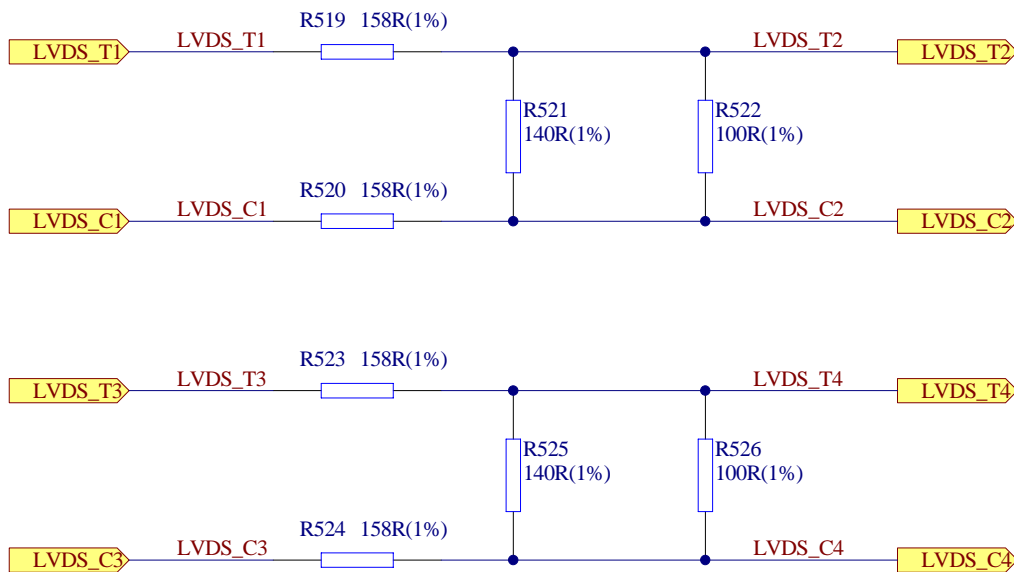 R519 158R(1%)
LVDS_T1 LVDS_T1 LVDS_T2 LVDS_T2
R521 R522
140R(1%) 100R(1%)
R520 158R(1%)
LVDS_C1 LVDS_C1 LVDS_C2 LVDS_C2
R523 158R(1%)
LVDS_T3 LVDS_T3 LVDS_T4 LVDS_T4
R525 R526
140R(1%) 100R(1%)
R524 158R(1%)
LVDS_C3 LVDS_C3 LVDS_C4 LVDS_C4